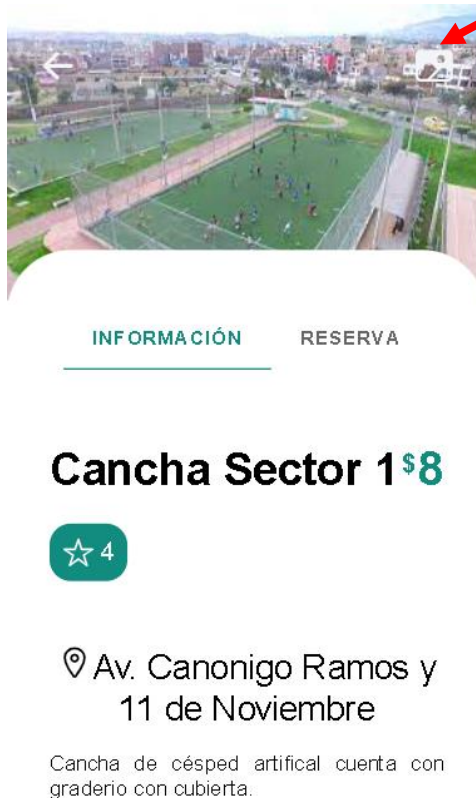 INFORMACIÓN RESERVA
Cancha Sector 1 $8
4
Av. Canonigo Ramos y
11 de Noviembre
Cancha de césped artifical cuenta con
graderio con cubierta.